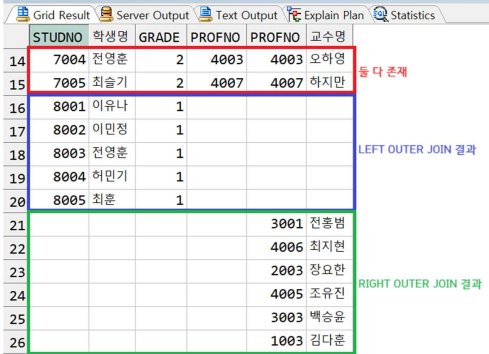 Grid Result Server Output Text Output Explain Plan Statistics
STUDNO 학생명 GRADE PROFNO PROFNO 교수명
14 7004 전영훈 2 4003 4003 오하영
15 7005 최슬기 2 4007 4007 하지만
둘 다 존재
16 8001 이유나 1
17 8002 이민정 1
18 8003 전영훈 1
LEFT OUTER JOIN 결과
19 8004 허민기 1
20 8005 최훈 1
21 3001 전홍범
22 4006 최지현
23 2003 장요한
RIGHT OUTER JOIN 결과
24 4005 조유진
25 3003 백승윤
26 1003 김다훈